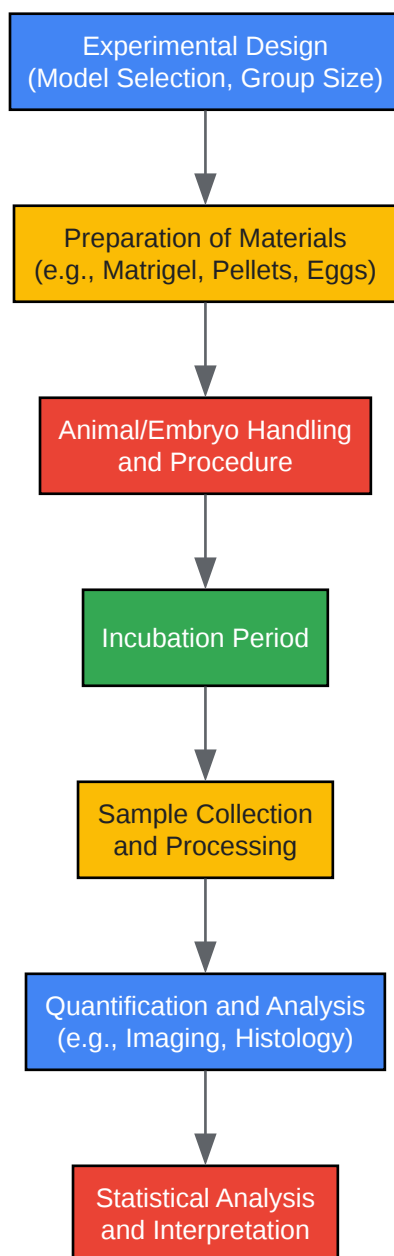 Experimental Design
(Model Selection, Group Size)
Preparation of Materials
(e.g., Matrigel, Pellets, Eggs)
Animal/Embryo Handling
and Procedure
Incubation Period
Sample Collection
and Processing
Quantification and Analysis
(e.g., Imaging, Histology)
Statistical Analysis
and Interpretation